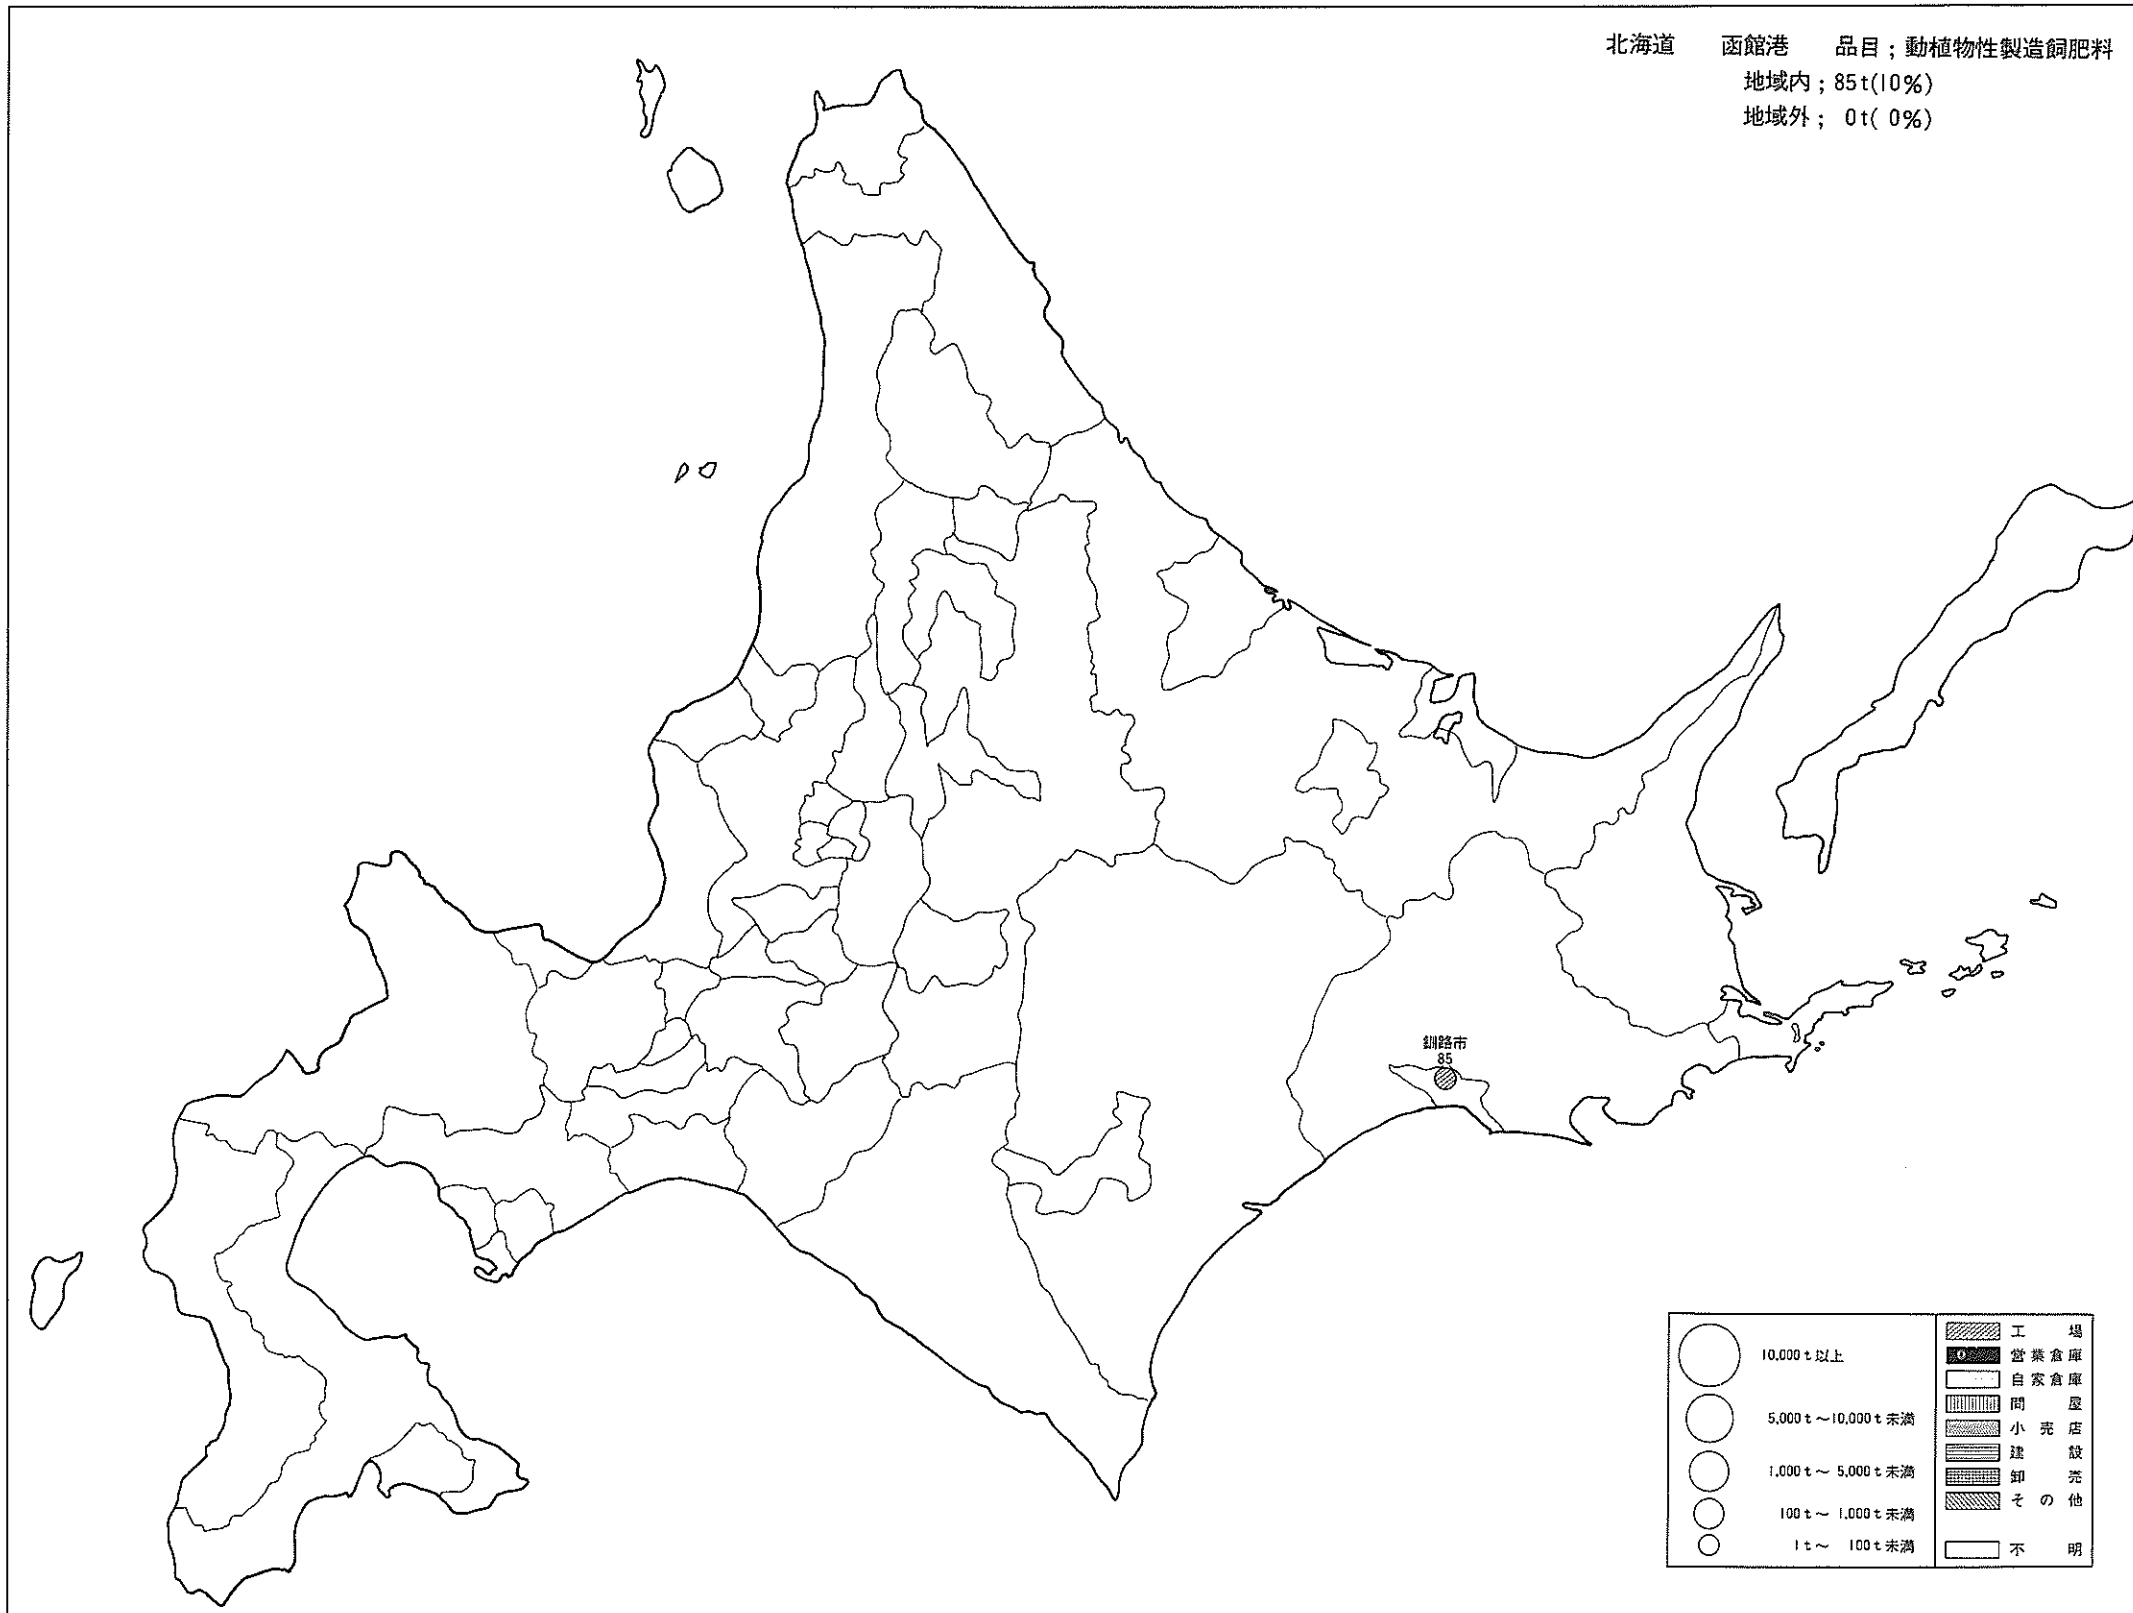 北海道 函館港 品目；動植物性製造飼肥料
地域内；85t(10%)
地域外； 0t( 0%)
釧路市
85
10,000t以上
5,000t～10,000t未満
1,000t～ 5,000t未満
100t～ 1,000t未満
1t～ 100t未満
工 場
営業倉庫
自家倉庫
問 屋
小 売 店
建 設
卸 売
そ の 他
不 明